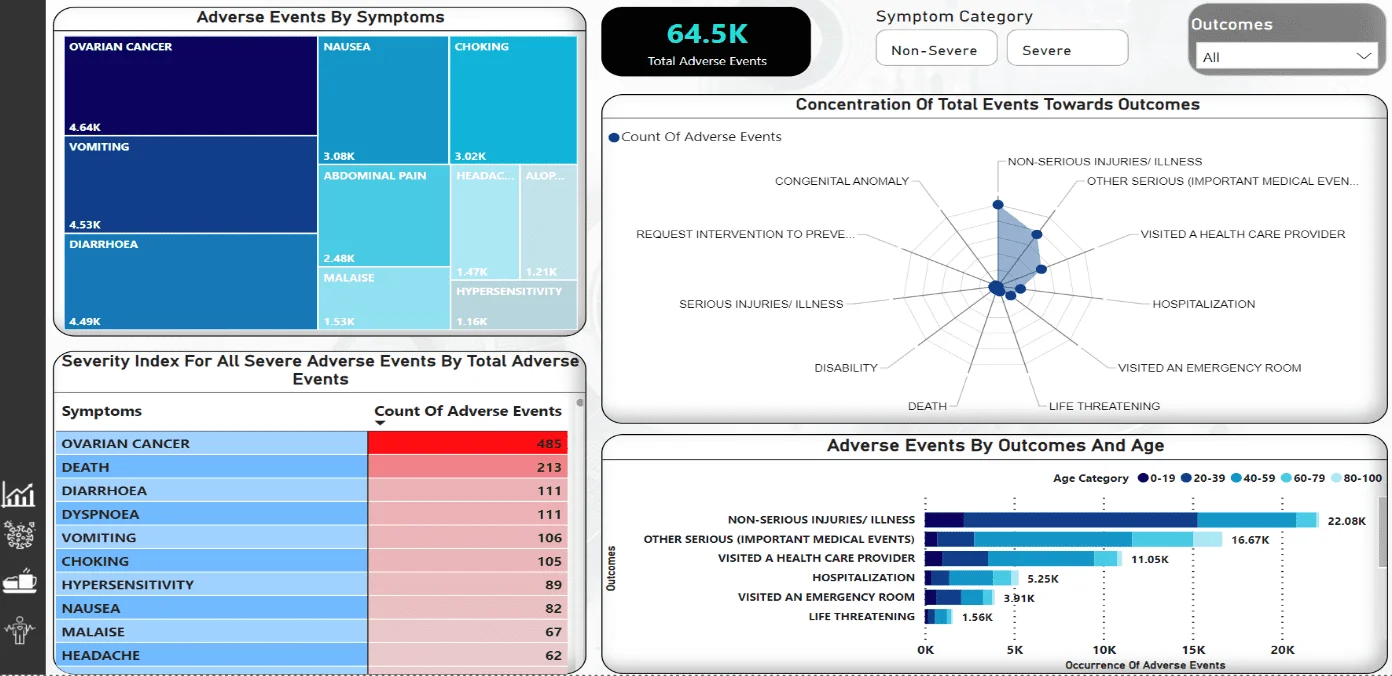 Adverse Events By Symptoms
OVARIAN CANCER
4.64K
VOMITING
4.53K
DIARRHOEA
4.49K
NAUSEA
3.08K
CHOKING
3.02K
ABDOMINAL PAIN
2.48K
MALAISE
1.53K
HEADAC...
1.47K
ALOP...
1.21K
HYPERSENSITIVITY
1.16K
64.5K
Total Adverse Events
Symptom Category
Non-Severe
Severe
Outcomes
All
Concentration Of Total Events Towards Outcomes
Count Of Adverse Events
NON-SERIOUS INJURIES/ ILLNESS
OTHER SERIOUS (IMPORTANT MEDICAL EVEN...
VISITED A HEALTH CARE PROVIDER
HOSPITALIZATION
VISITED AN EMERGENCY ROOM
LIFE THREATENING
DEATH
DISABILITY
SERIOUS INJURIES/ ILLNESS
REQUEST INTERVENTION TO PREVE...
CONGENITAL ANOMALY
Severity Index For All Severe Adverse Events By Total Adverse
Events
Symptoms Count Of Adverse Events
OVARIAN CANCER 485
DEATH 213
DIARRHOEA 111
DYSPNOEA 111
VOMITING 106
CHOKING 105
HYPERSENSITIVITY 89
NAUSEA 82
MALAISE 67
HEADACHE 62
Adverse Events By Outcomes And Age
Age Category 0-19 20-39 40-59 60-79 80-100
Outcomes
NON-SERIOUS INJURIES/ ILLNESS 22.08K
OTHER SERIOUS (IMPORTANT MEDICAL EVENTS) 16.67K
VISITED A HEALTH CARE PROVIDER 11.05K
HOSPITALIZATION 5.25K
VISITED AN EMERGENCY ROOM 3.91K
LIFE THREATENING 1.56K
0K 5K 10K 15K 20K
Occurrence Of Adverse Events